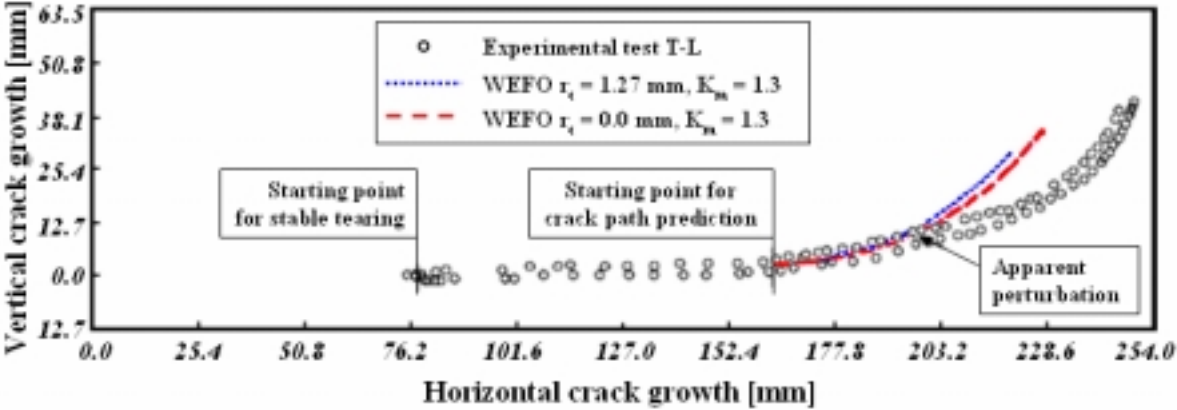 Vertical crack growth [mm]
63.5
50.8
38.1
25.4
12.7
0.0
12.7
Experimental test T-L
WEFO r = 1.27 mm, K = 1.3
WEFO r = 0.0 mm, K = 1.3
Starting point
for stable tearing
Starting point for
crack path prediction
Apparent
perturbation
0.0 25.4 50.8 76.2 101.6 127.0 152.4 177.8 203.2 228.6 254.0
Horizontal crack growth [mm]